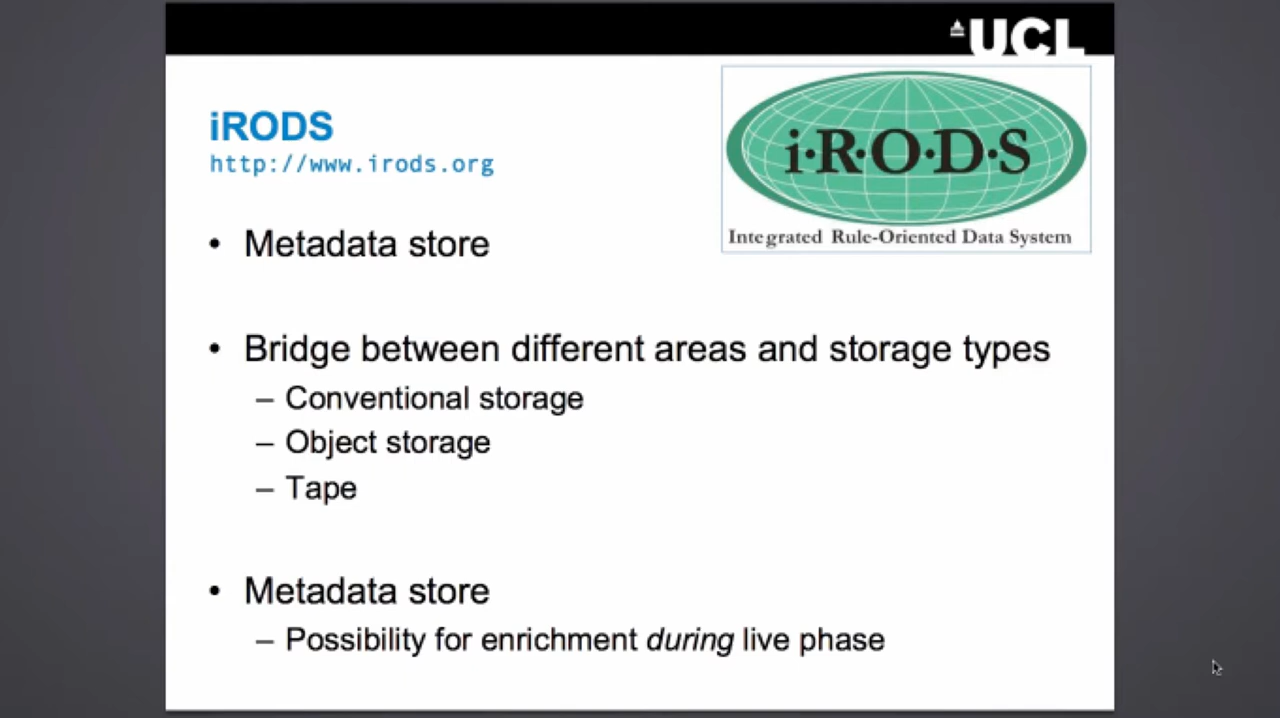 UCL
iRODS
http://www.irods.org
i·R·O·D·S
Integrated Rule-Oriented Data System
• Metadata store
• Bridge between different areas and storage types
– Conventional storage
– Object storage
– Tape
• Metadata store
– Possibility for enrichment during live phase